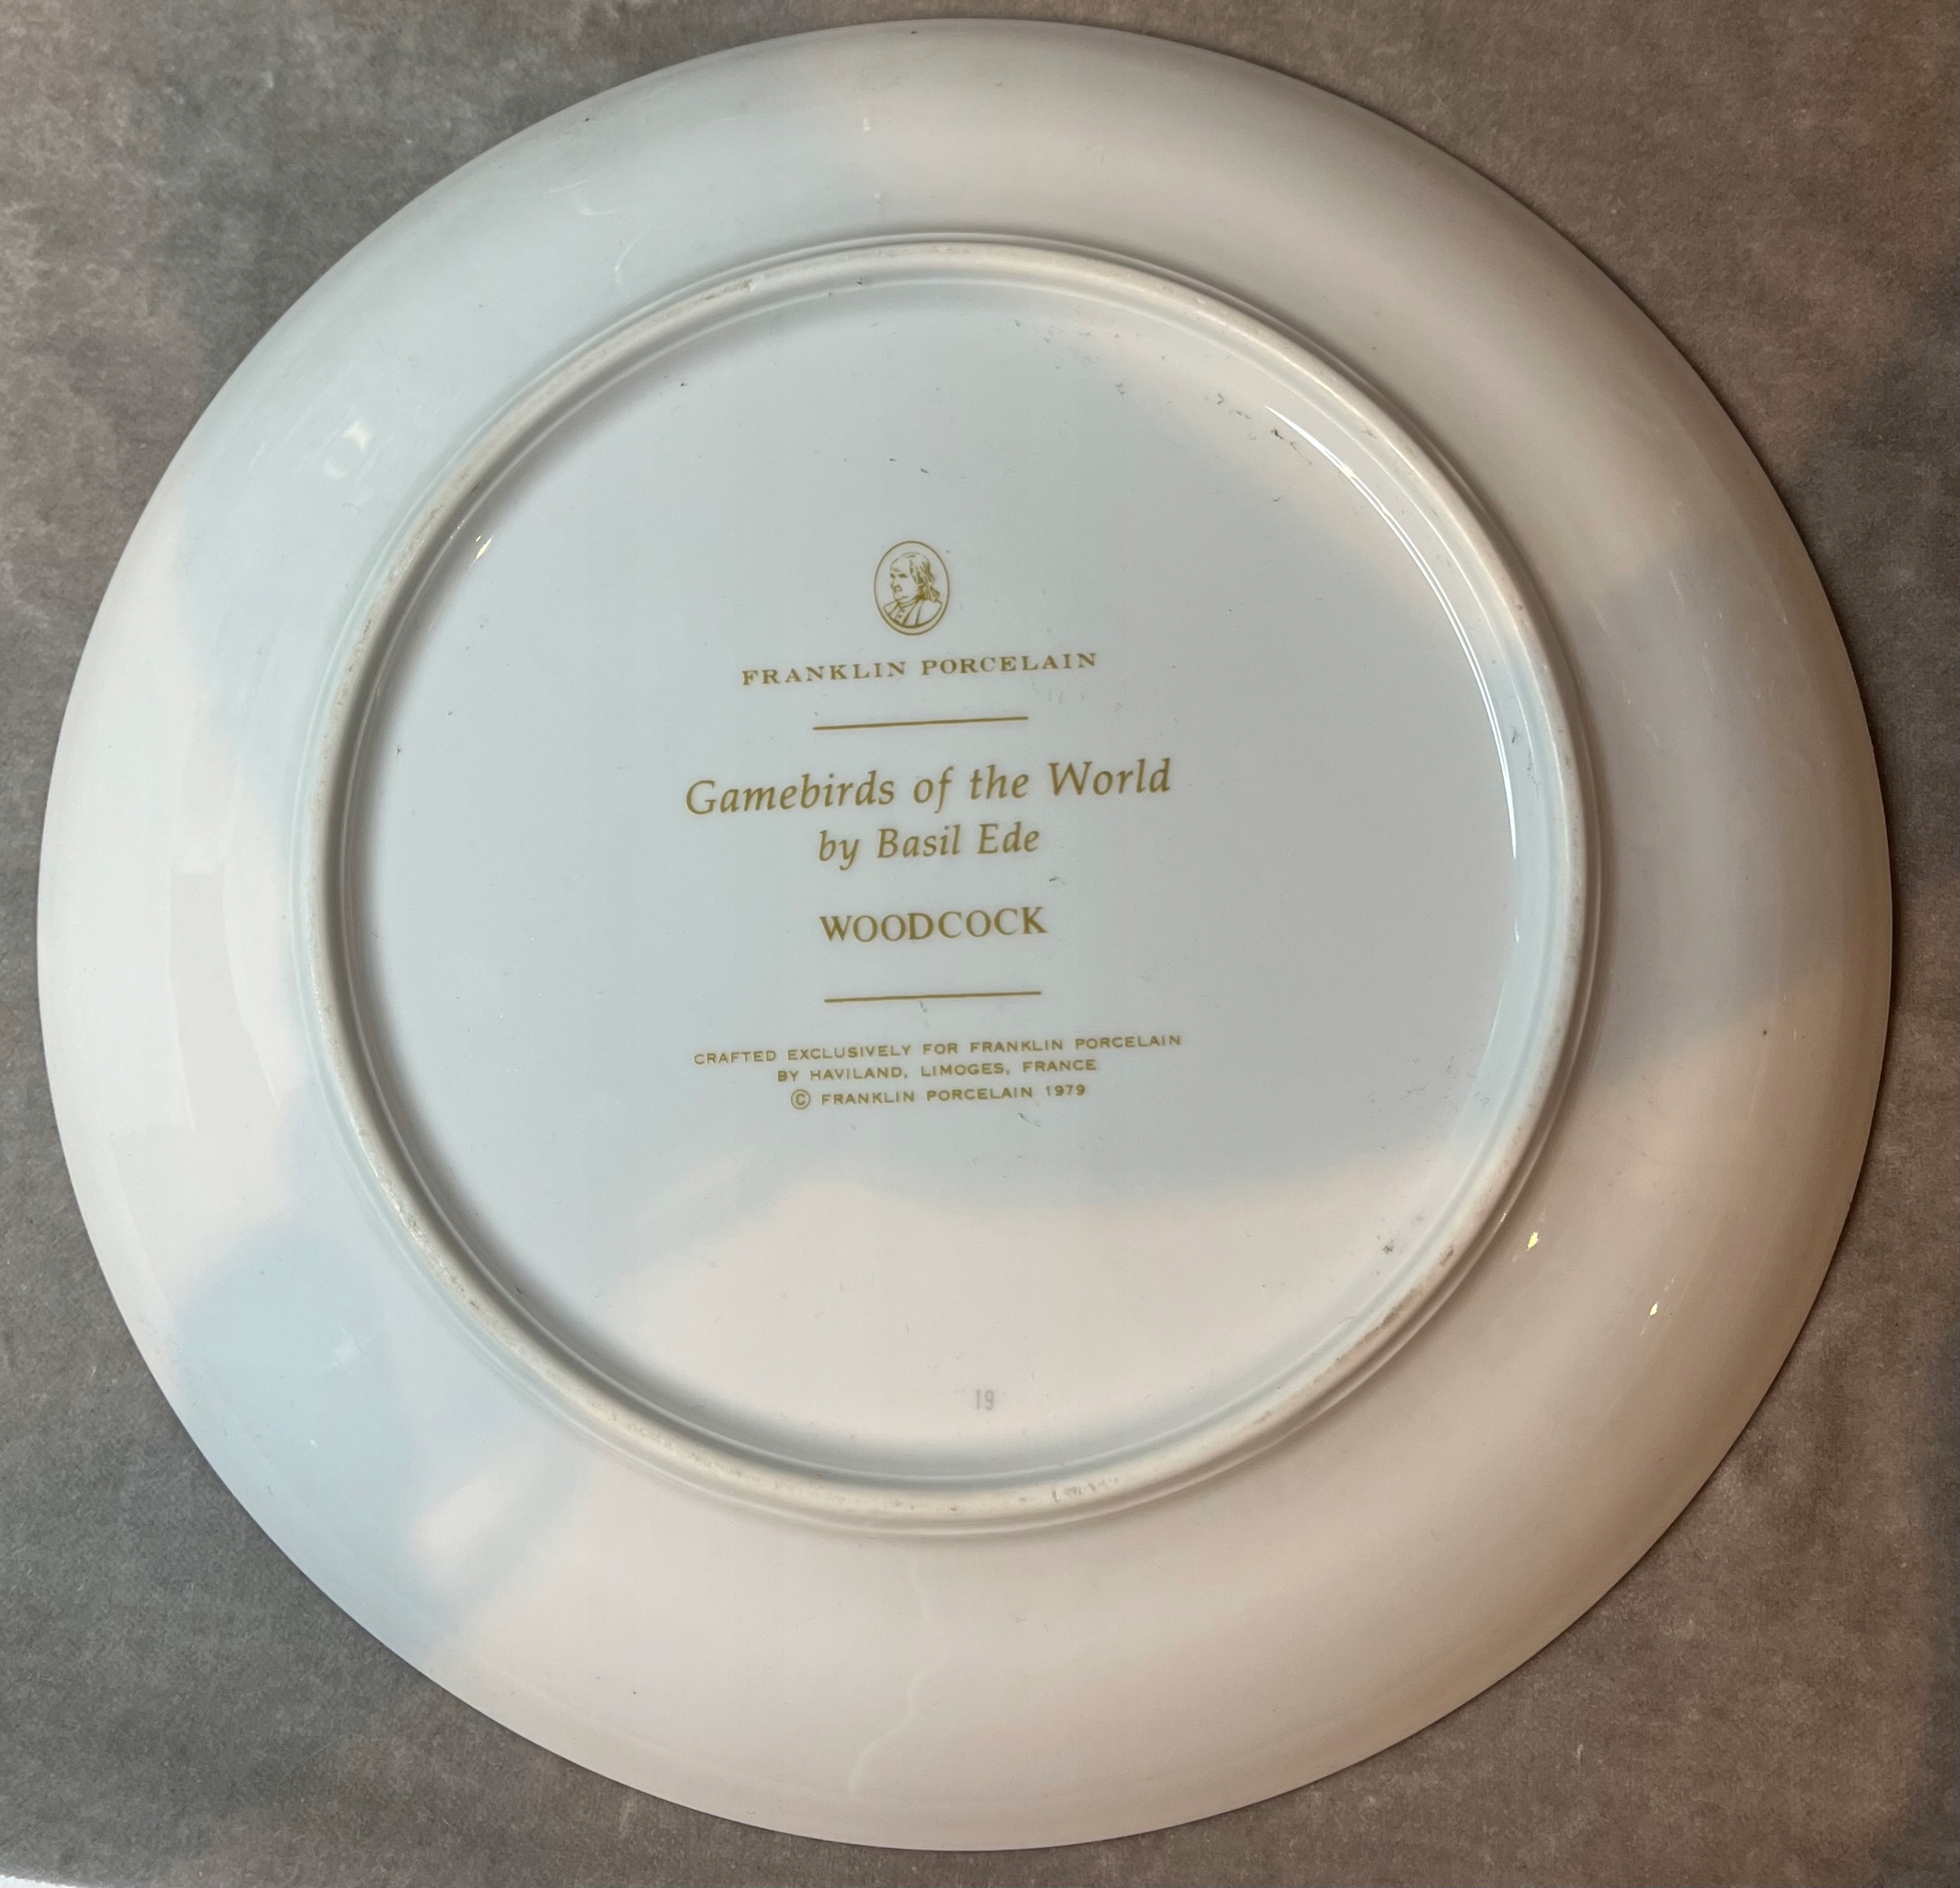 FRANKLIN PORCELAIN
Gamebirds of the World
by Basil Ede
WOODCOCK
CRAFTED EXCLUSIVELY FOR FRANKLIN PORCELAIN
BY HAVILAND, LIMOGES, FRANCE
© FRANKLIN PORCELAIN 1979
19